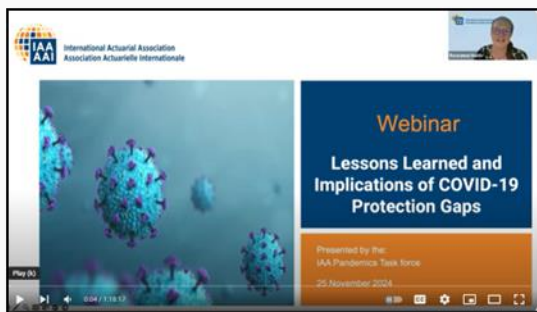 IAA
AAI
International Actuarial Association
Association Actuarielle Internationale
Webinar
Lessons Learned and
Implications of COVID-19
Protection Gaps
Presented by the:
IAA Pandemics Task force
25 November 2024
Play (k)
0:04 / 1:18:17
CC